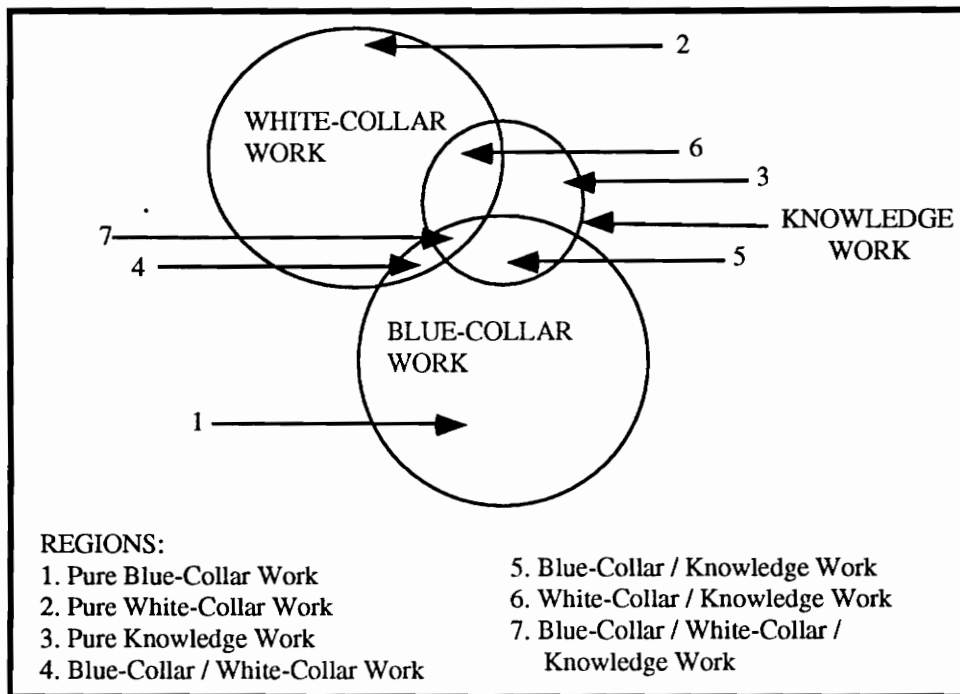 2
WHITE-COLLAR
WORK
6
3
KNOWLEDGE
WORK
7
4
5
BLUE-COLLAR
WORK
1
REGIONS:
1. Pure Blue-Collar Work
2. Pure White-Collar Work
3. Pure Knowledge Work
4. Blue-Collar / White-Collar Work
5. Blue-Collar / Knowledge Work
6. White-Collar / Knowledge Work
7. Blue-Collar / White-Collar /
Knowledge Work